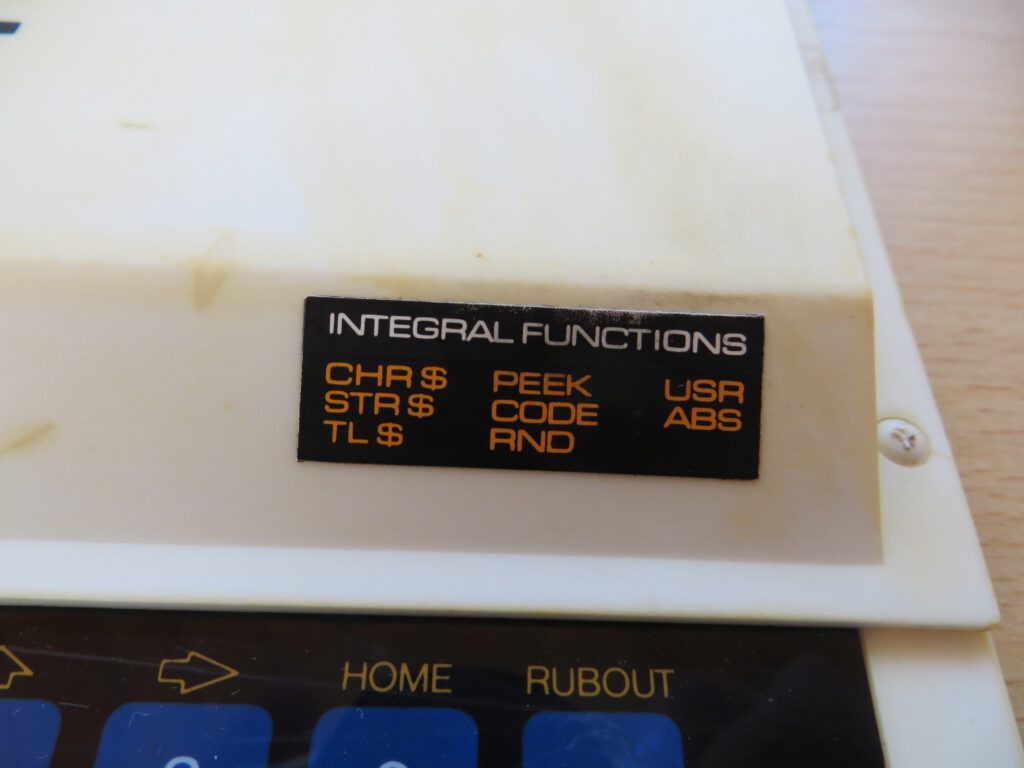 INTEGRAL FUNCTIONS
CHR $ PEEK USR
STR $ CODE ABS
TL $ RND
HOME RUBOUT